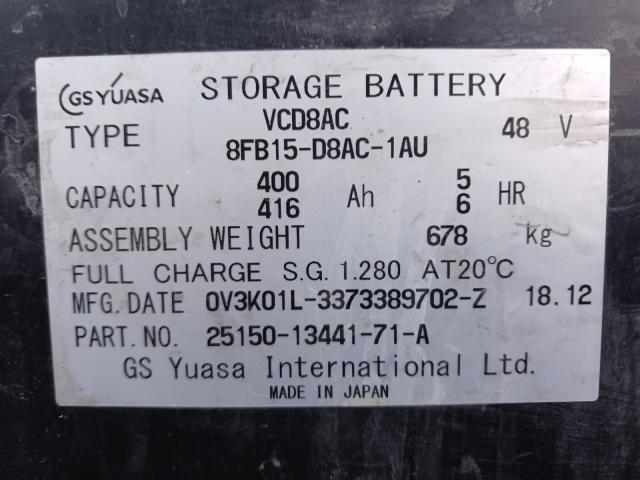 GS YUASA STORAGE BATTERY
TYPE VCD8AC 48 V
8FB15-D8AC-1AU
CAPACITY 400 Ah 5 HR
416 6
ASSEMBLY WEIGHT 678 kg
FULL CHARGE S.G. 1.280 AT20℃
MFG.DATE 0V3K01L-3373389702-Z 18.12
PART.NO. 25150-13441-71-A
GS Yuasa International Ltd.
MADE IN JAPAN